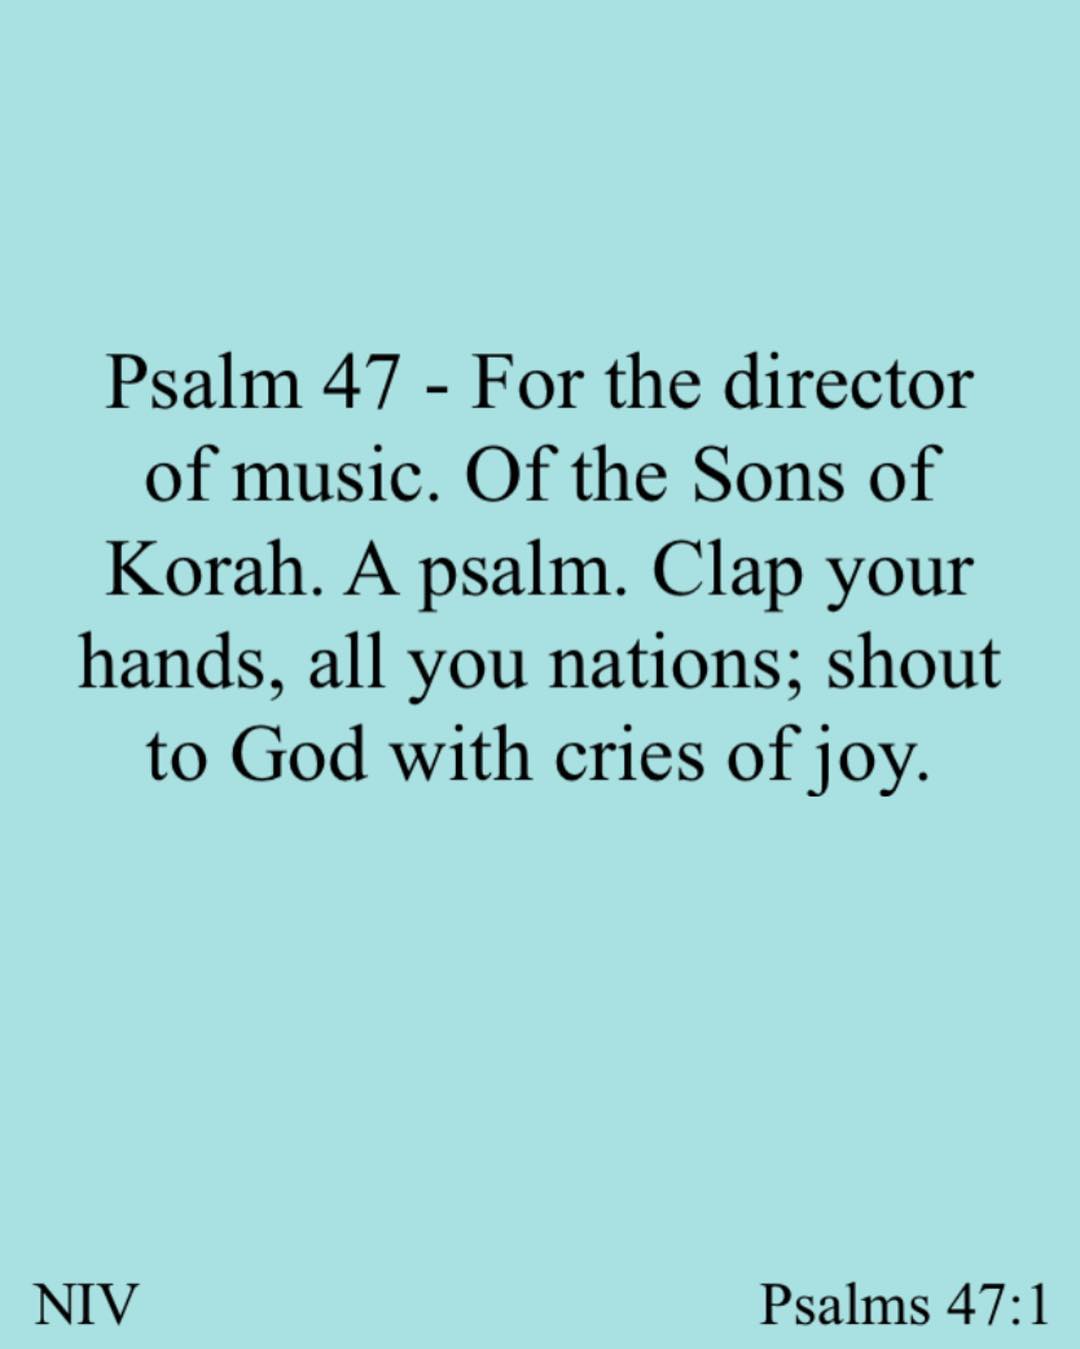 Psalm 47 - For the director
of music. Of the Sons of
Korah. A psalm. Clap your
hands, all you nations; shout
to God with cries of joy.
NIV
Psalms 47:1